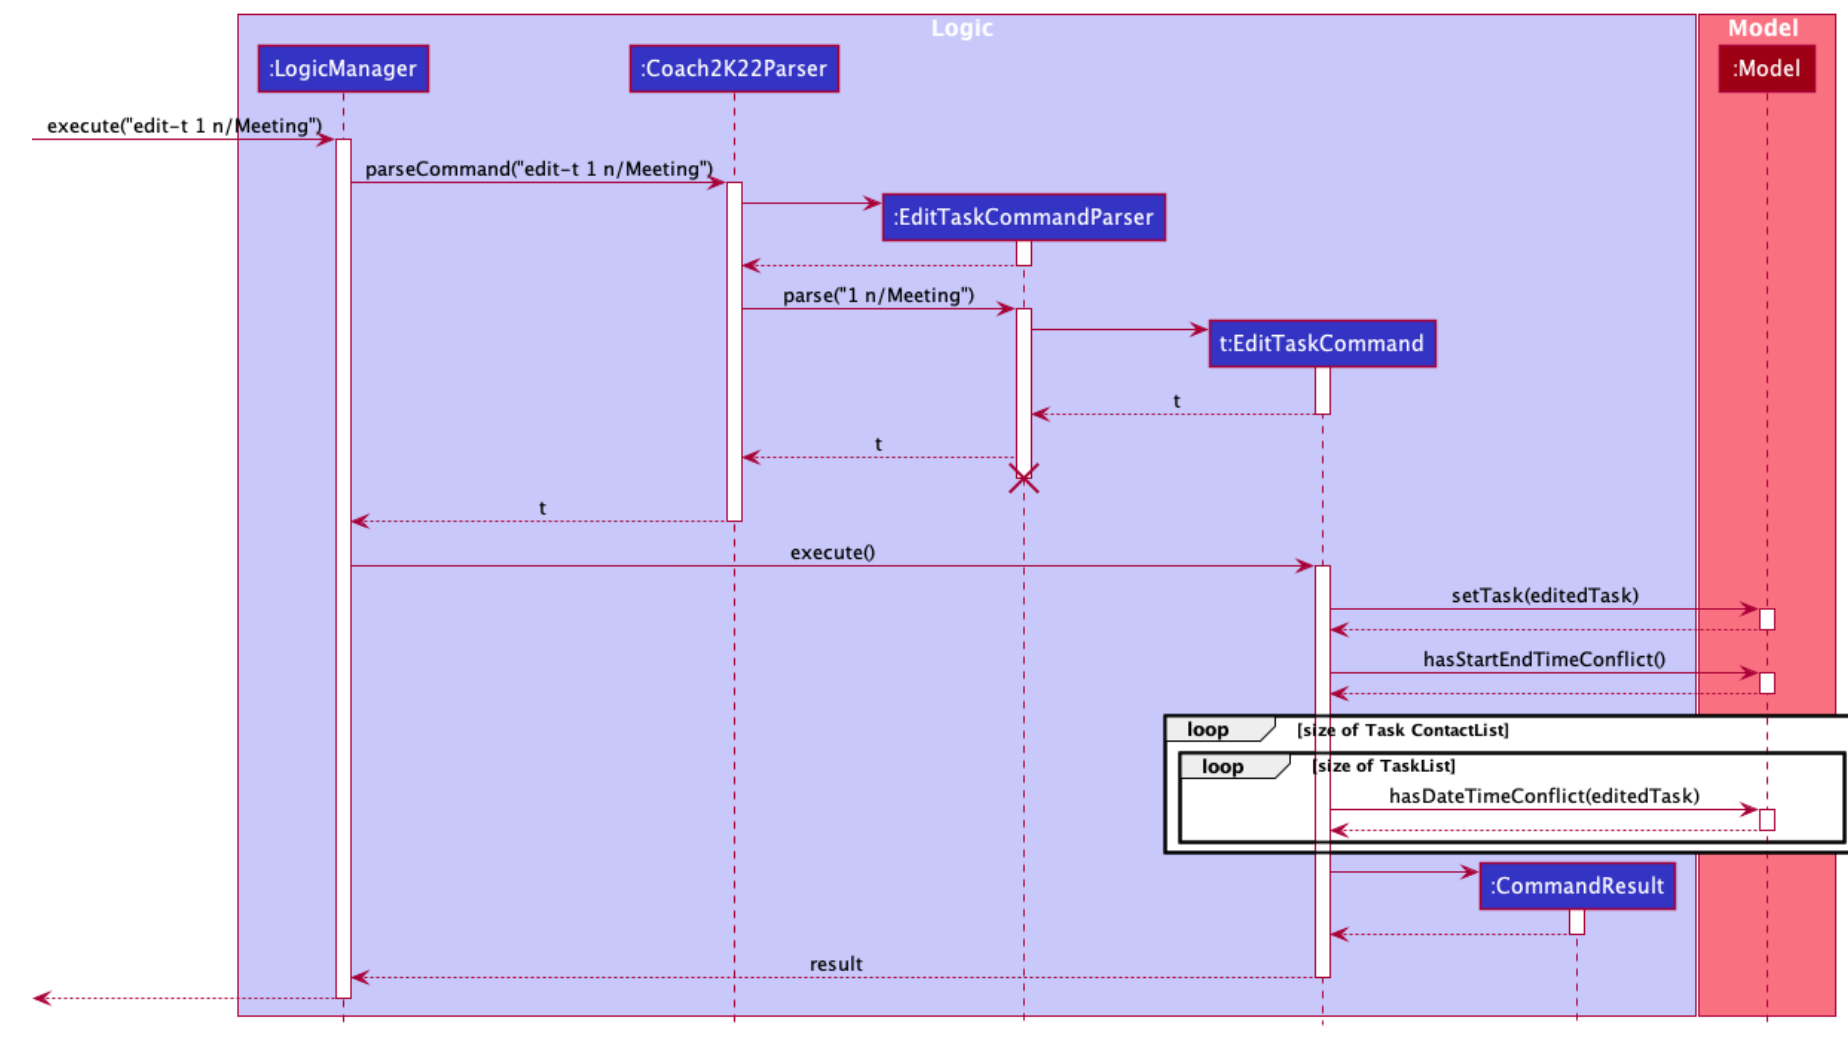 Logic
Model
:LogicManager
:Coach2K22Parser
:Model
execute("edit-t 1 n/Meeting")
parseCommand("edit-t 1 n/Meeting")
:EditTaskCommandParser
parse("1 n/Meeting")
t:EditTaskCommand
t
t
t
execute()
setTask(editedTask)
hasStartEndTimeConflict()
loop [size of Task ContactList]
loop [size of TaskList]
hasDateTimeConflict(editedTask)
:CommandResult
result